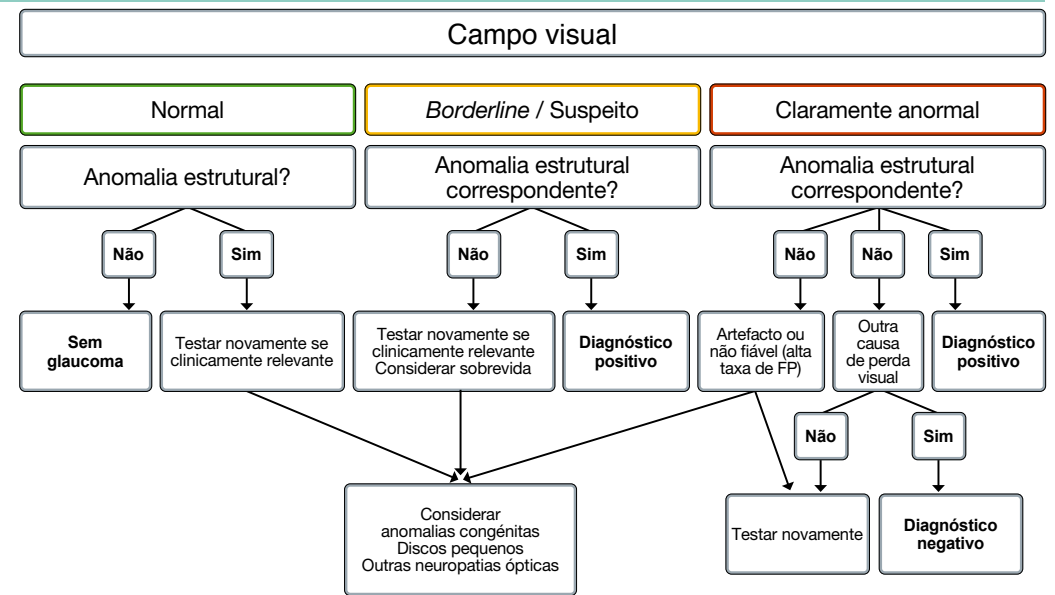 Campo visual
Normal
Borderline / Suspeito
Claramente anormal
Anomalia estrutural?
Anomalia estrutural
correspondente?
Anomalia estrutural
correspondente?
Não
Sim
Não
Sim
Não
Não
Sim
Sem
glaucoma
Testar novamente se
clinicamente relevante
Testar novamente se
clinicamente relevante
Considerar sobrevida
Diagnóstico
positivo
Artefacto ou
não fiável (alta
taxa de FP)
Outra
causa
de perda
visual
Diagnóstico
positivo
Não
Sim
Considerar
anomalias congénitas
Discos pequenos
Outras neuropatias ópticas
Testar novamente
Diagnóstico
negativo